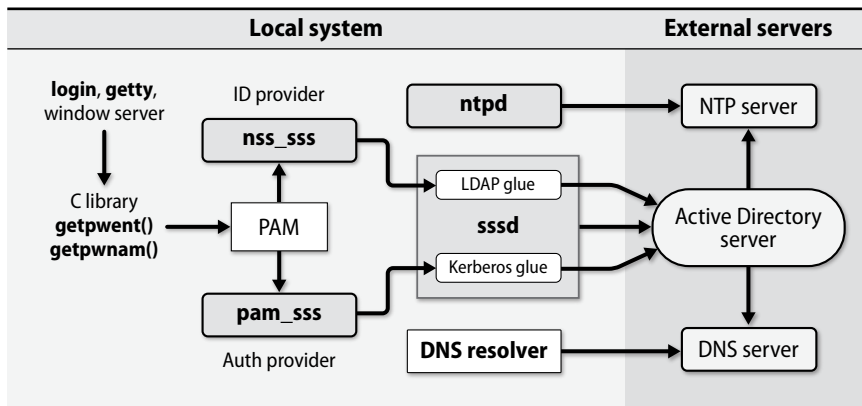 Local system
External servers
login, getty,
window server
C library
getpwent()
getpwnam()
ID provider
nss_sss
PAM
pam_sss
Auth provider
ntpd
LDAP glue
sssd
Kerberos glue
DNS resolver
NTP server
Active Directory
server
DNS server